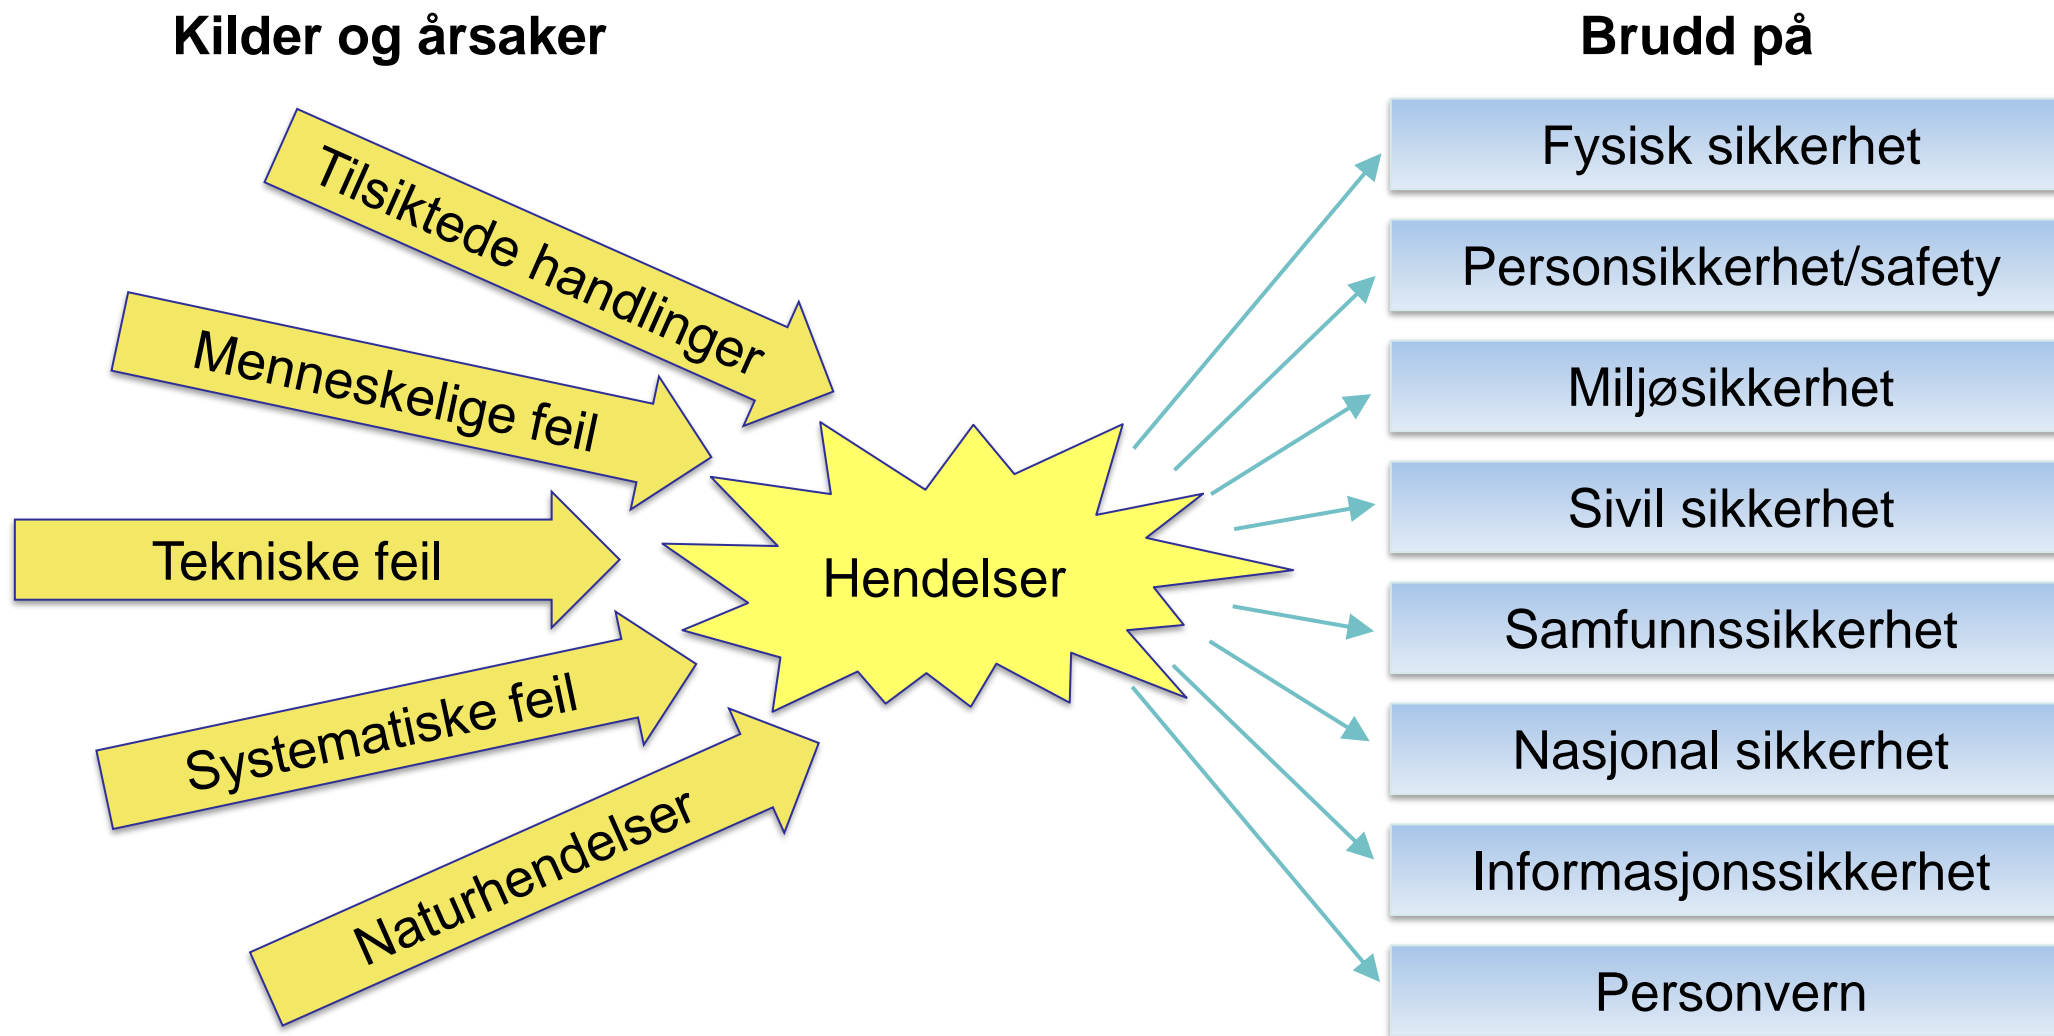 Kilder og årsaker
Tilsiktede handlinger
Menneskelige feil
Tekniske feil
Systematiske feil
Naturhendelser
Hendelser
Brudd på
Fysisk sikkerhet
Personsikkerhet/safety
Miljøsikkerhet
Sivil sikkerhet
Samfunnssikkerhet
Nasjonal sikkerhet
Informasjonssikkerhet
Personvern